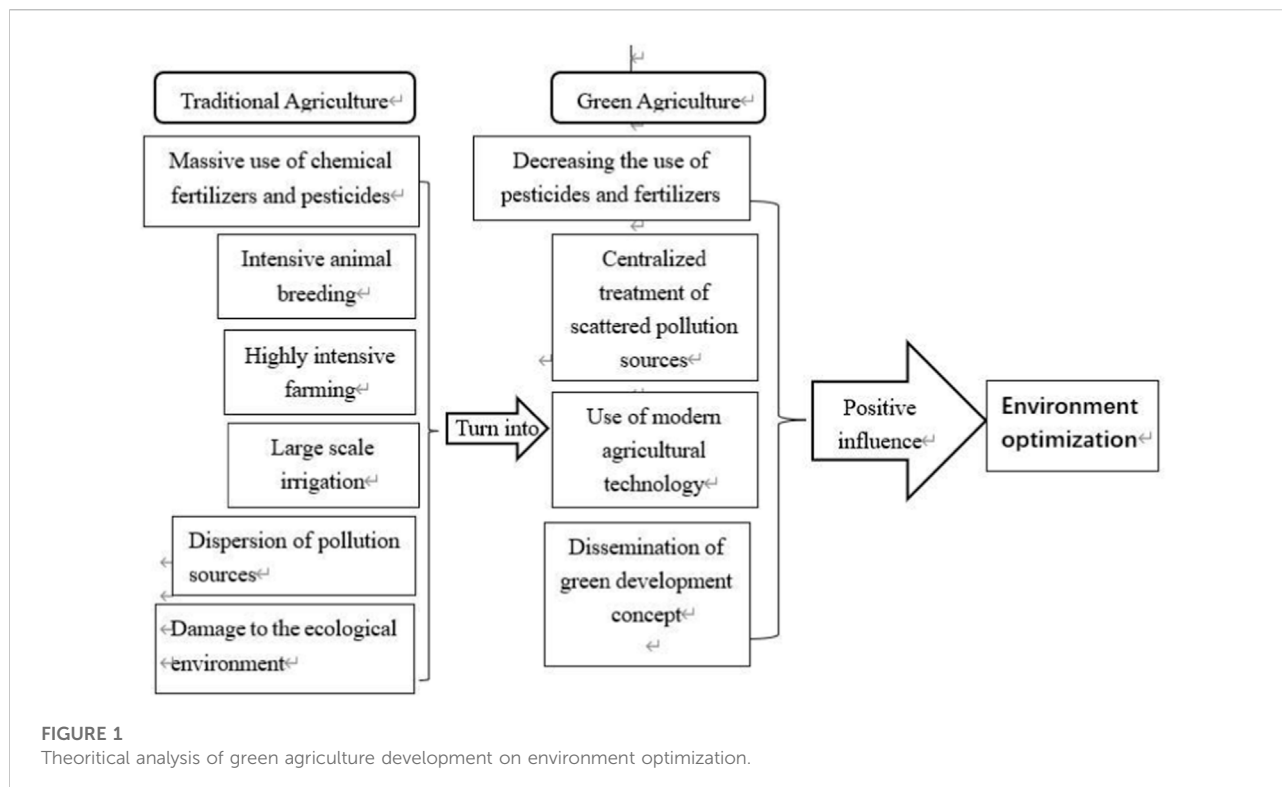 Traditional Agriculture↵
Massive use of chemical
fertilizers and pesticides↵
Intensive animal
breeding↵
Highly intensive
farming↵
Large scale
irrigation↵
Dispersion of pollution
sources↵
Damage to the ecological
environment↵
Turn into
Green Agriculture↵
Decreasing the use of
pesticides and fertilizers
Centralized
treatment of
scattered pollution
sources↵
Use of modern
agricultural
technology↵
Dissemination of
green development
concept↵
Positive
influence↵
Environment
optimization↵
FIGURE 1
Theoritical analysis of green agriculture development on environment optimization.